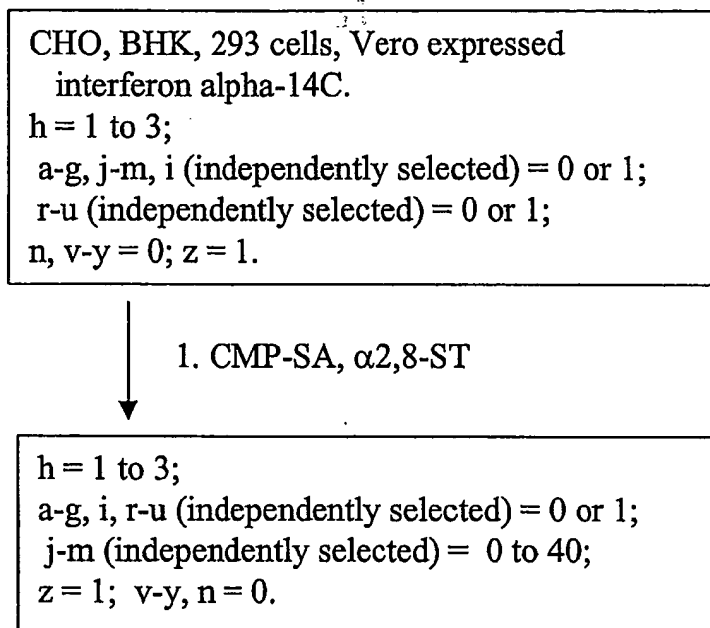 CHO, BHK, 293 cells, Vero expressed
interferon alpha-14C.
h = 1 to 3;
a-g, j-m, i (independently selected) = 0 or 1;
r-u (independently selected) = 0 or 1;
n, v-y = 0; z = 1.
1. CMP-SA, α2,8-ST
h = 1 to 3;
a-g, i, r-u (independently selected) = 0 or 1;
j-m (independently selected) = 0 to 40;
z = 1; v-y, n = 0.